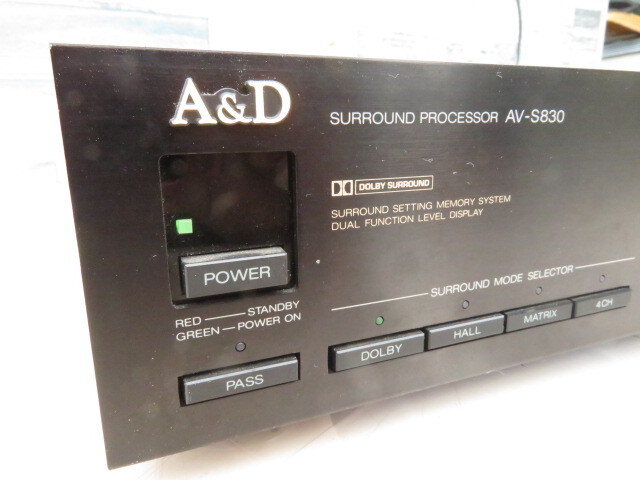 A&D
SURROUND PROCESSOR AV-S830
DOLBY SURROUND
SURROUND SETTING MEMORY SYSTEM
DUAL FUNCTION LEVEL DISPLAY
POWER
SURROUND MODE SELECTOR
RED — STANDBY
GREEN — POWER ON
DOLBY HALL MATRIX 4CH
PASS